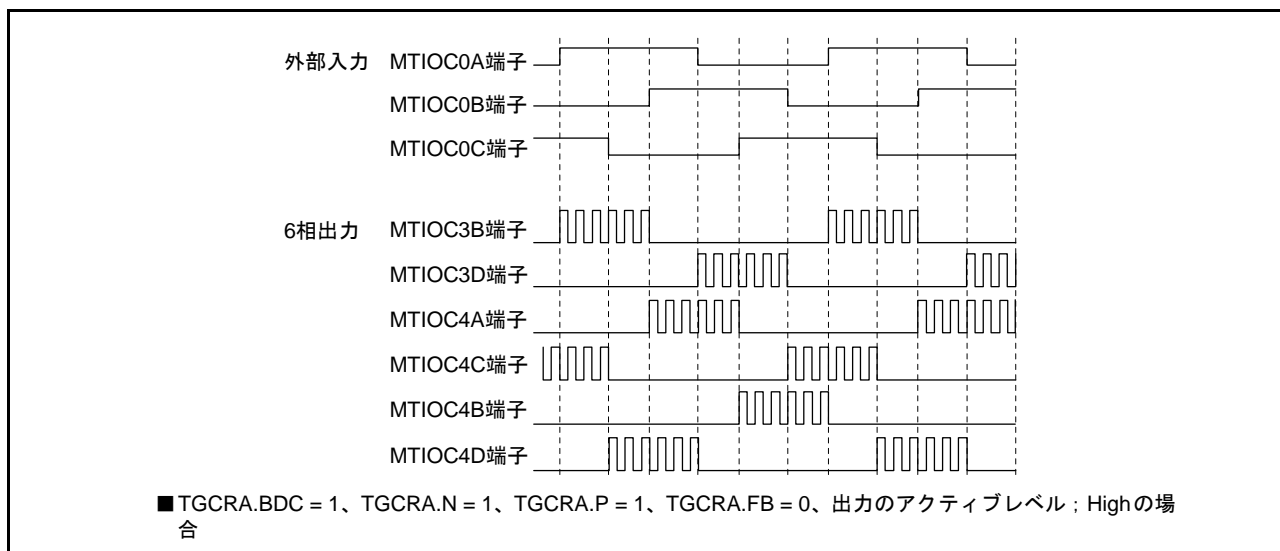 外部入力 MTIOC0A端子
MTIOC0B端子
MTIOC0C端子
6相出力 MTIOC3B端子
MTIOC3D端子
MTIOC4A端子
MTIOC4C端子
MTIOC4B端子
MTIOC4D端子
■ TGCRA.BDC = 1、TGCRA.N = 1、TGCRA.P = 1、TGCRA.FB = 0、出力のアクティブレベル；Highの場
合